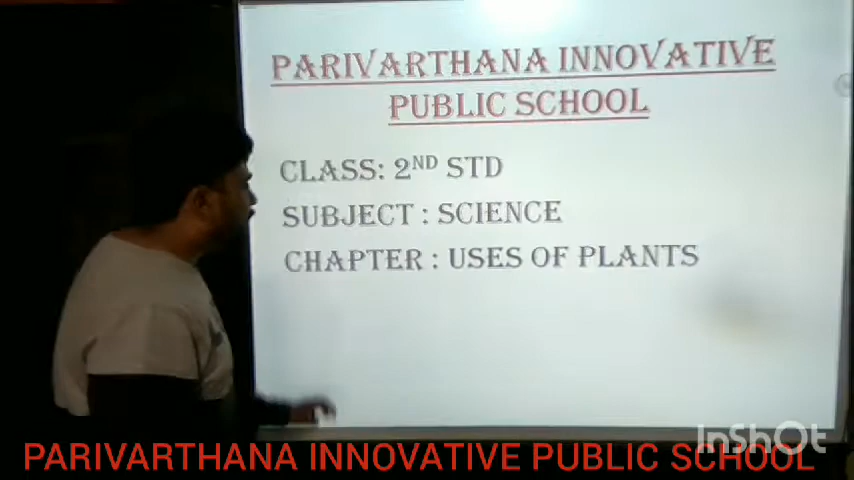 PARIVARTHANA INNOVATIVE
PUBLIC SCHOOL
CLASS: 2ND STD
SUBJECT : SCIENCE
CHAPTER : USES OF PLANTS
InShOt
PARIVARTHANA INNOVATIVE PUBLIC SCHOOL